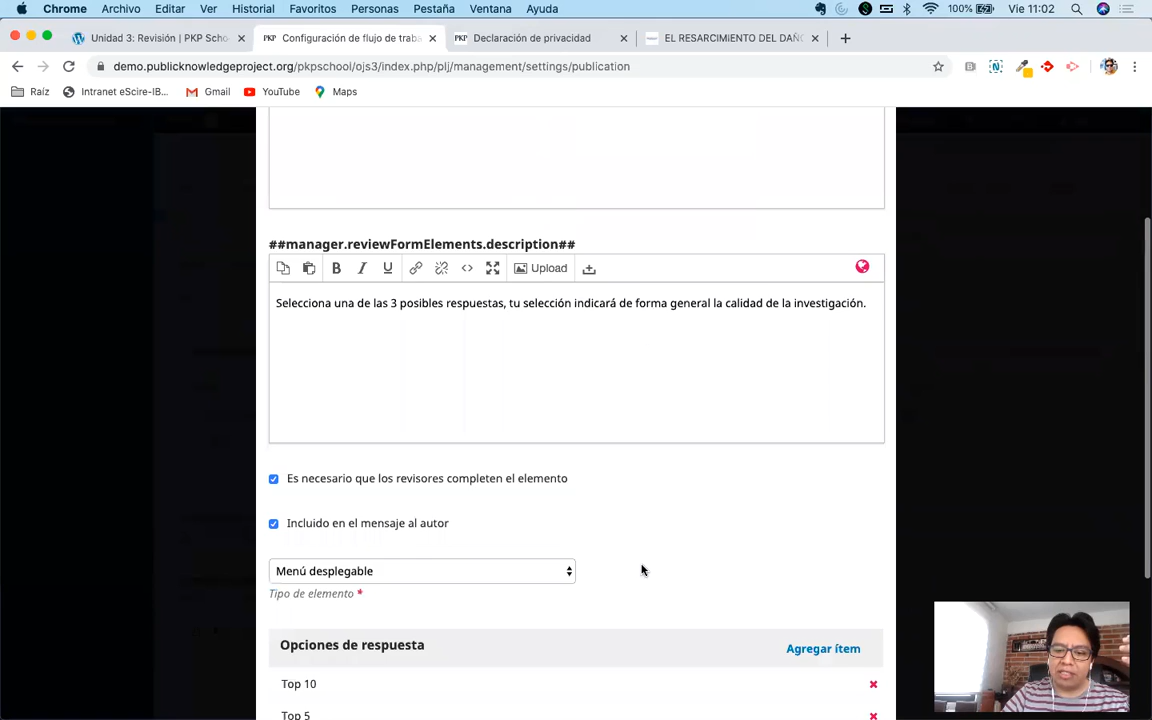 Chrome Archivo Editar Ver Historial Favoritos Personas Pestaña Ventana Ayuda 100% Vie 11:02
Unidad 3: Revisión | PKP Scho
PKP Configuración de flujo de traba
PKP Declaración de privacidad
EL RESARCIMIENTO DEL DAÑO
demo.publicknowledgeproject.org/pkpschool/ojs3/index.php/plj/management/settings/publication
Raíz Intranet eScire-IB... Gmail YouTube Maps
##manager.reviewFormElements.description##
B I U Upload
Selecciona una de las 3 posibles respuestas, tu selección indicará de forma general la calidad de la investigación.
Es necesario que los revisores completen el elemento
Incluido en el mensaje al autor
Menú desplegable
Tipo de elemento *
Opciones de respuesta Agregar ítem
Top 10
Top 5